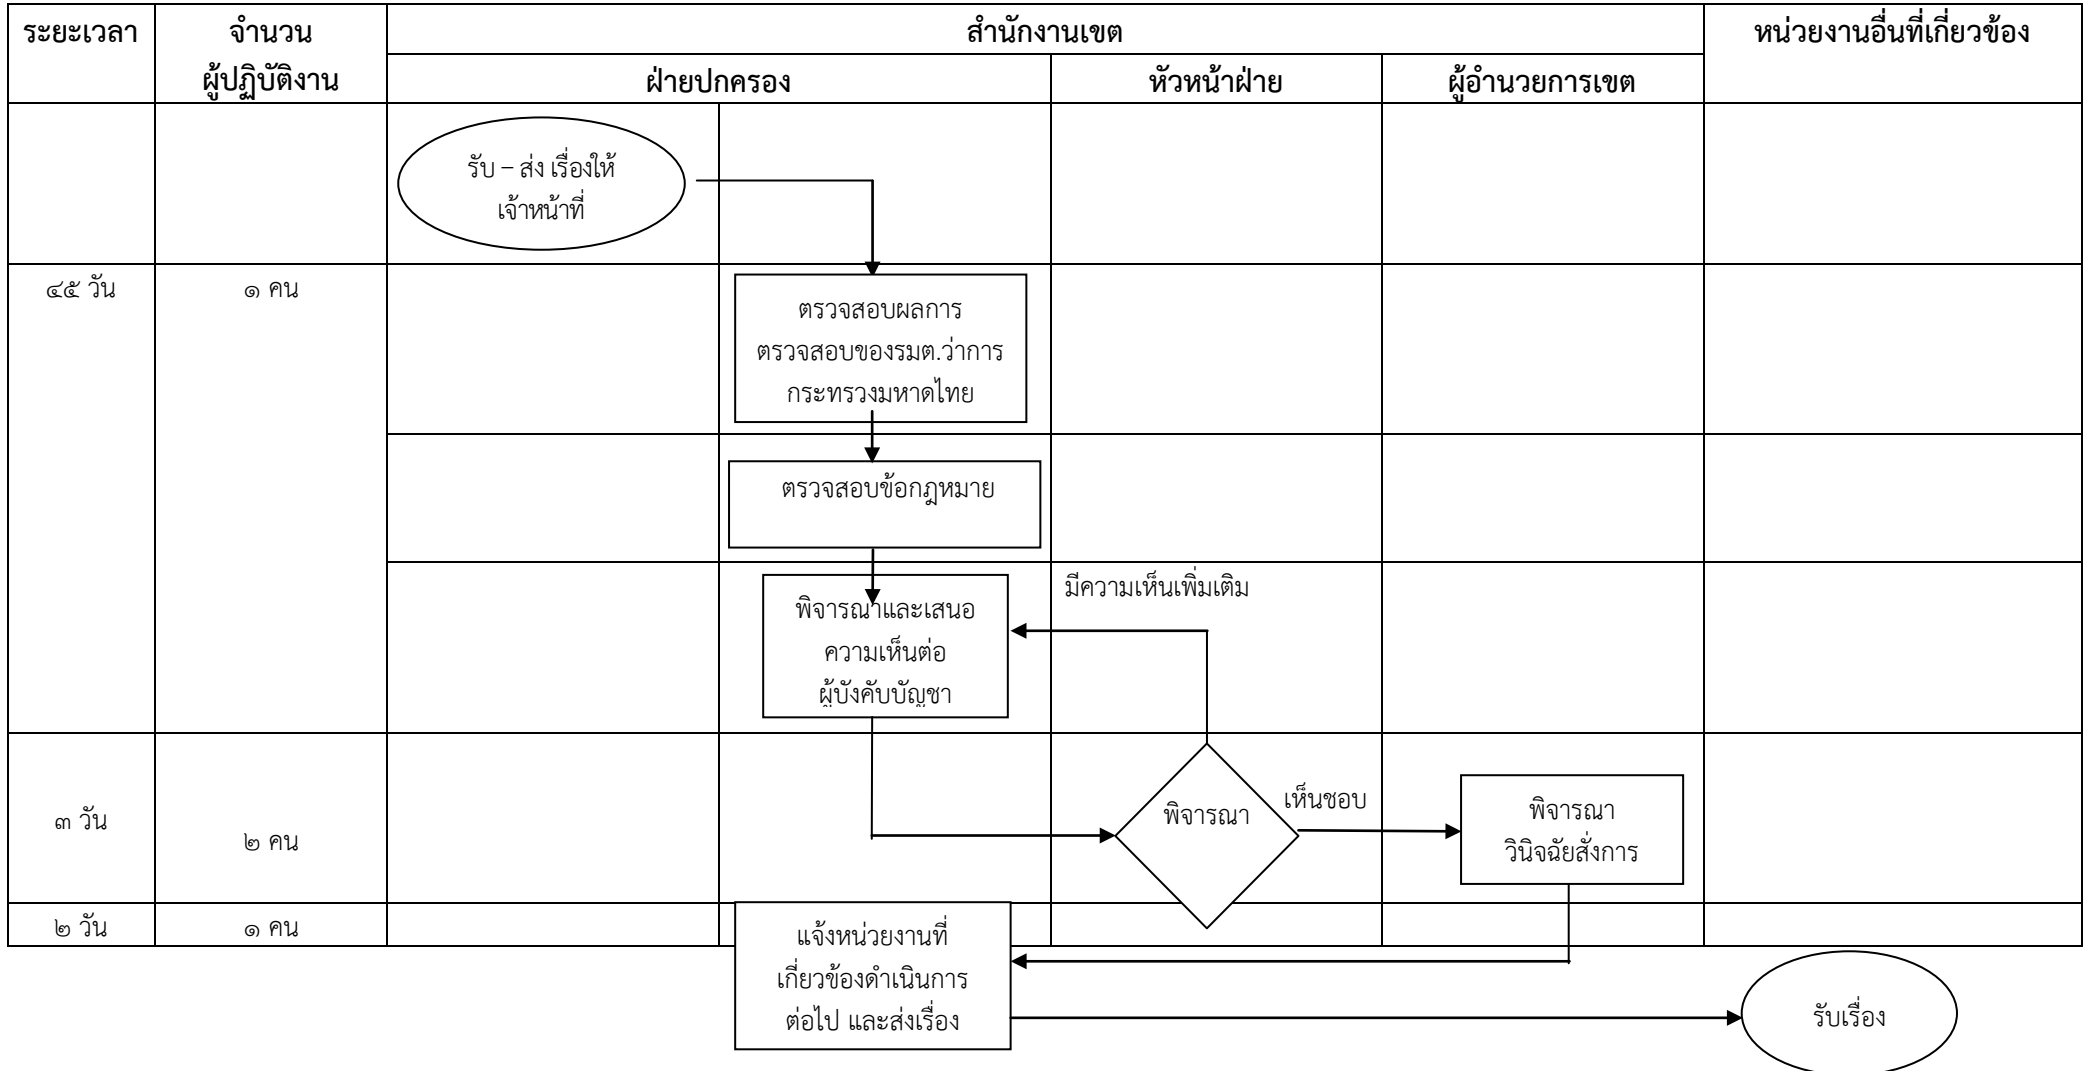 ระยะเวลา
จำนวน
ผู้ปฏิบัติงาน
สำนักงานเขต
หน่วยงานอื่นที่เกี่ยวข้อง
ฝ่ายปกครอง
หัวหน้าฝ่าย
ผู้อำนวยการเขต
รับ – ส่ง เรื่องให้
เจ้าหน้าที่
๔๕ วัน
๑ คน
ตรวจสอบผลการ
ตรวจสอบของรมต.ว่าการ
กระทรวงมหาดไทย
ตรวจสอบข้อกฎหมาย
พิจารณาและเสนอ
ความเห็นต่อ
ผู้บังคับบัญชา
มีความเห็นเพิ่มเติม
๓ วัน
๒ คน
พิจารณา
เห็นชอบ
พิจารณา
วินิจฉัยสั่งการ
๒ วัน
๑ คน
แจ้งหน่วยงานที่
เกี่ยวข้องดำเนินการ
ต่อไป และส่งเรื่อง
รับเรื่อง